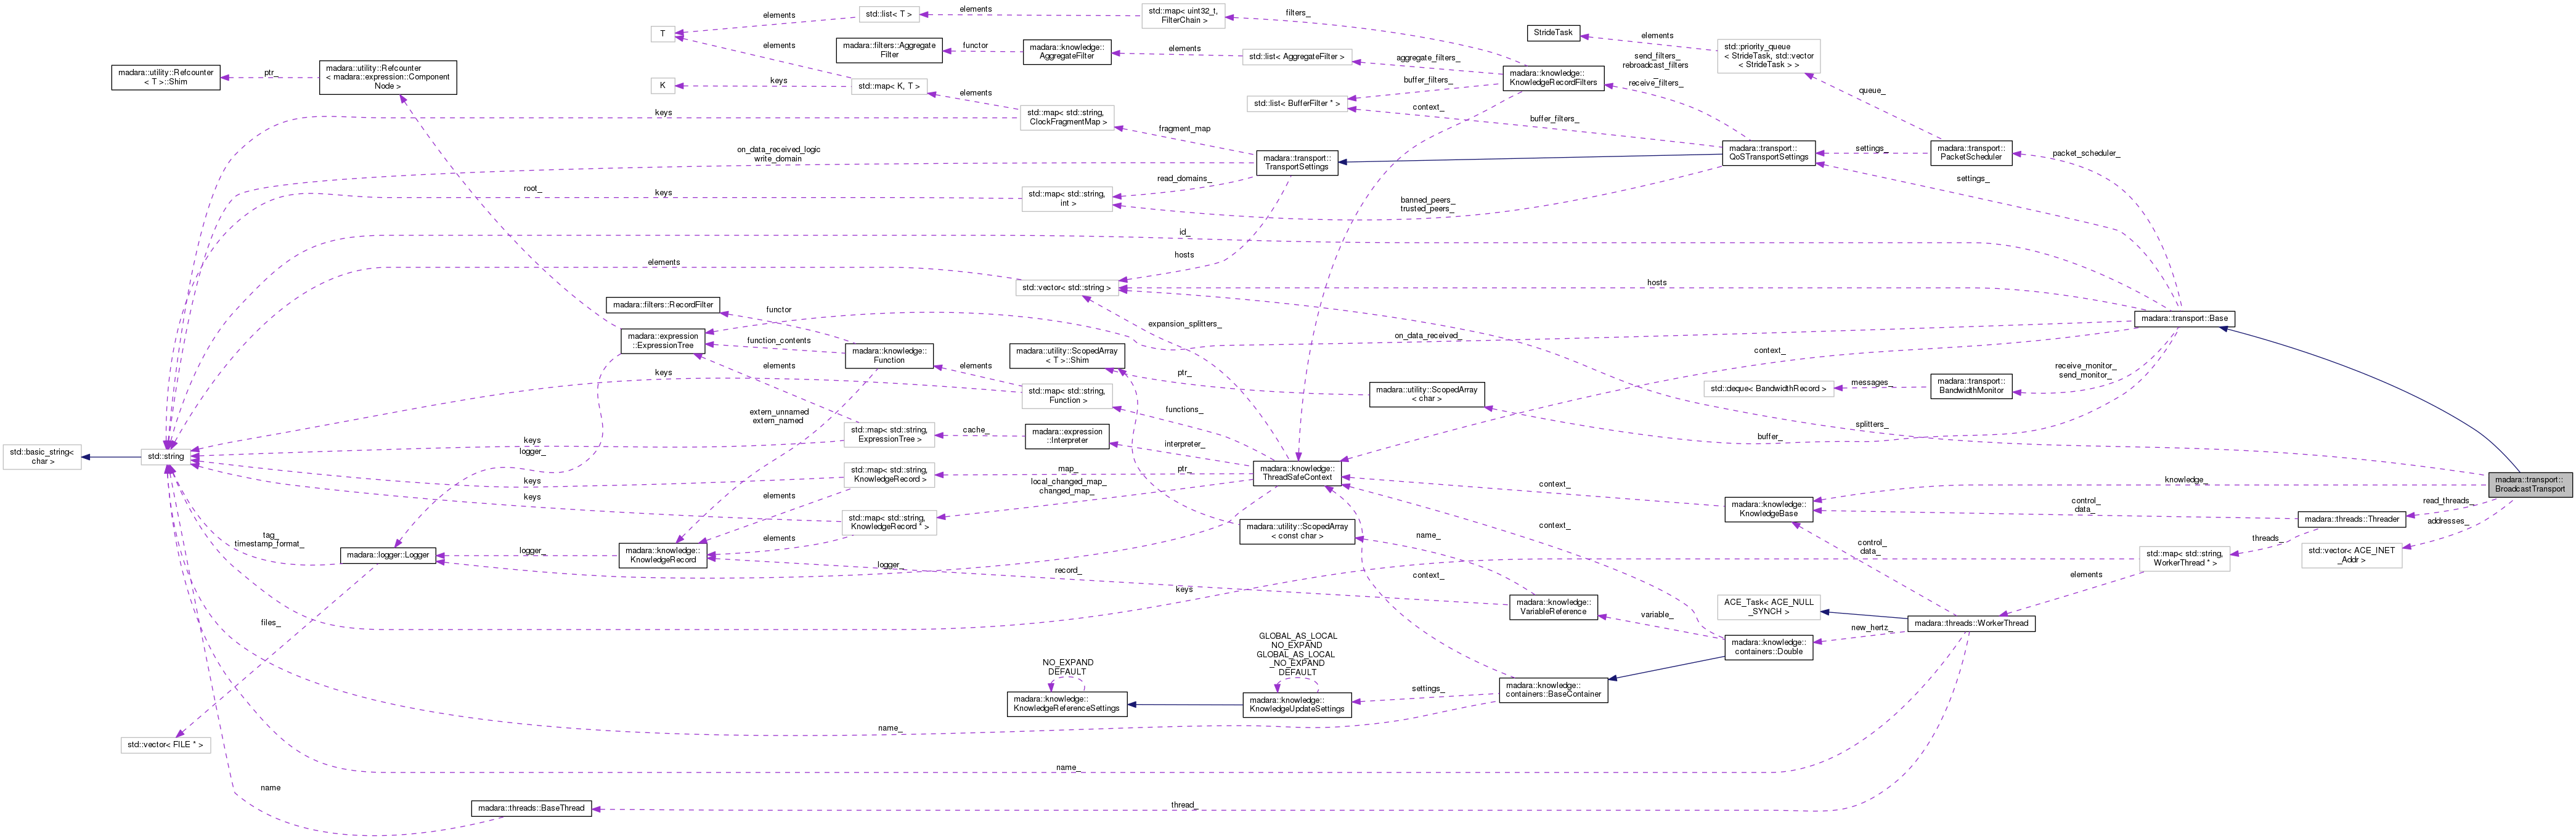 elements
std::list< T >
elements
std::map< uint32_t,
FilterChain >
filters_
T
elements
madara::filters::Aggregate
Filter
functor
madara::knowledge::
AggregateFilter
elements
std::list< AggregateFilter >
aggregate_filters_
StrideTask
elements
std::priority_queue
< StrideTask, std::vector
< StrideTask > >
send_filters_
rebroadcast_filters
_
receive_filters_
madara::utility::Refcounter
< T >::Shim
ptr_
madara::utility::Refcounter
< madara::expression::Component
Node >
K
keys
std::map< K, T >
elements
madara::knowledge::
KnowledgeRecordFilters
buffer_filters_
std::list< BufferFilter * >
context_
queue_
keys
std::map< std::string,
ClockFragmentMap >
fragment_map
buffer_filters_
on_data_received_logic
write_domain
madara::transport::
TransportSettings
madara::transport::
QoSTransportSettings
settings_
madara::transport::
PacketScheduler
packet_scheduler_
root_
keys
std::map< std::string,
int >
read_domains_
settings_
banned_peers_
trusted_peers_
id_
elements
hosts
std::vector< std::string >
hosts
madara::filters::RecordFilter
functor
expansion_splitters_
on_data_received_
madara::transport::Base
madara::expression
::ExpressionTree
function_contents
madara::knowledge::
Function
madara::utility::ScopedArray
< T >::Shim
context_
elements
elements
ptr_
receive_monitor_
send_monitor_
keys
std::map< std::string,
Function >
madara::utility::ScopedArray
< char >
std::deque< BandwidthRecord >
messages_
madara::transport::
BandwidthMonitor
extern_unnamed
extern_named
functions_
splitters_
std::basic_string<
char >
std::string
keys
logger_
std::map< std::string,
ExpressionTree >
cache_
madara::expression
::Interpreter
interpreter_
buffer_
keys
std::map< std::string,
KnowledgeRecord >
map_
ptr_
madara::knowledge::
ThreadSafeContext
context_
knowledge_
madara::transport::
BroadcastTransport
keys
elements
local_changed_map_
changed_map_
madara::knowledge::
KnowledgeBase
control_
data_
read_threads_
std::map< std::string,
KnowledgeRecord * >
madara::threads::Threader
addresses_
tag_
timestamp_format_
madara::logger::Logger
logger_
madara::knowledge::
KnowledgeRecord
elements
madara::utility::ScopedArray
< const char >
name_
context_
control_
data_
threads_
std::vector< ACE_INET
_Addr >
logger_
record_
context_
std::map< std::string,
WorkerThread * >
elements
keys
madara::knowledge::
VariableReference
variable_
ACE_Task< ACE_NULL
_SYNCH >
new_hertz_
madara::threads::WorkerThread
files_
GLOBAL_AS_LOCAL
NO_EXPAND
GLOBAL_AS_LOCAL
_NO_EXPAND
DEFAULT
madara::knowledge::
containers::Double
NO_EXPAND
DEFAULT
madara::knowledge::
KnowledgeReferenceSettings
madara::knowledge::
KnowledgeUpdateSettings
settings_
madara::knowledge::
containers::BaseContainer
name_
std::vector< FILE * >
name_
name
madara::threads::BaseThread
thread_